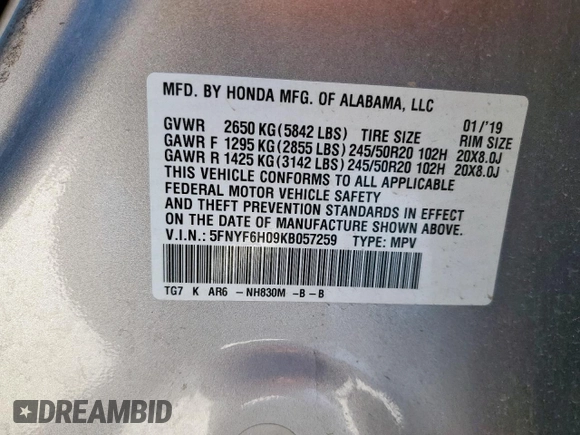 MFD. BY HONDA MFG. OF ALABAMA, LLC
01/'19
GVWR 2650 KG(5842 LBS) TIRE SIZE RIM SIZE
GAWR F 1295 KG(2855 LBS)245/50R20 102H 20X8.0J
GAWR R 1425 KG(3142 LBS)245/50R20 102H 20X8.0J
THIS VEHICLE CONFORMS TO ALL APPLICABLE
FEDERAL MOTOR VEHICLE SAFETY
AND THEFT PREVENTION STANDARDS IN EFFECT
ON THE DATE OF MANUFACTURE SHOWN ABOVE.
V.I.N.: 5FNYF6H09KB057259 TYPE: MPV
TG7 K AR6 -NH830M -B -B
DREAMBID